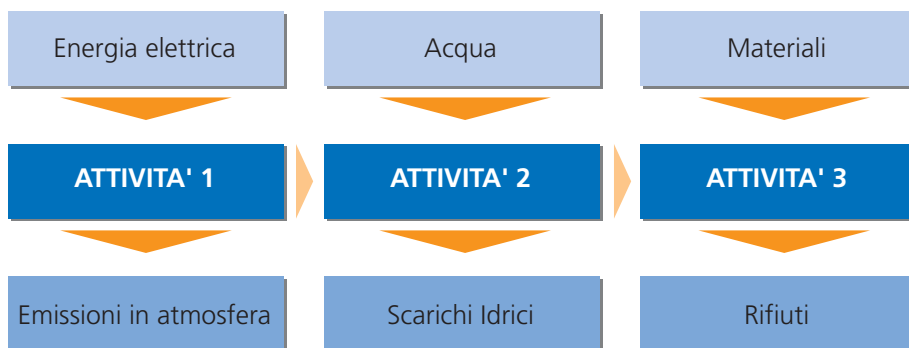 Energia elettrica
Acqua
Materiali
ATTIVITA' 1
ATTIVITA' 2
ATTIVITA' 3
Emissioni in atmosfera
Scarichi Idrici
Rifiuti